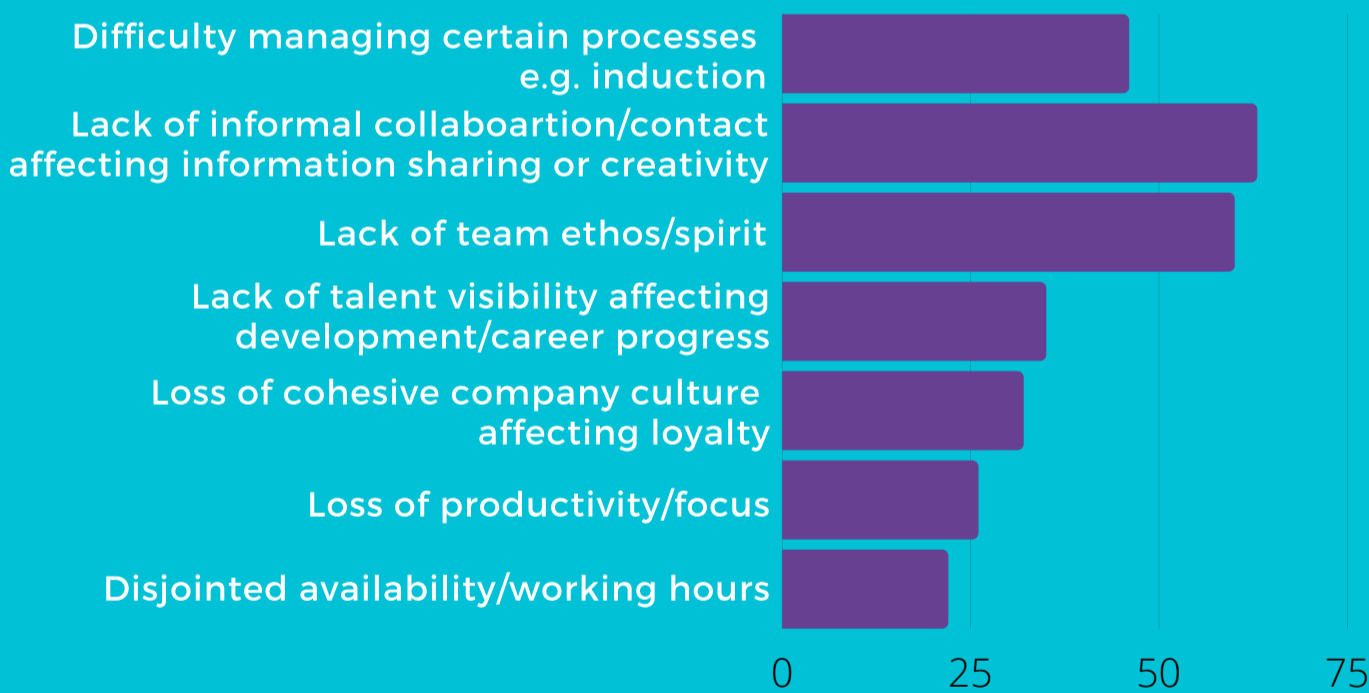 Difficulty managing certain processes
e.g. induction
Lack of informal collaboartion/contact
affecting information sharing or creativity
Lack of team ethos/spirit
Lack of talent visibility affecting
development/career progress
Loss of cohesive company culture
affecting loyalty
Loss of productivity/focus
Disjointed availability/working hours
0 25 50 75